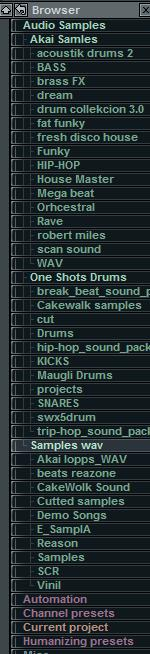 Browser
Audio Samples
Akai Samles
acoustik drums 2
BASS
brass FX
dream
drum collekcion 3.0
fat funky
fresh disco house
Funky
HIP-HOP
House Master
Mega beat
Orhcestral
Rave
robert miles
scan sound
WAV
One Shots Drums
break_beat_sound_p
Cakewalk samples
cut
Drums
hip-hop_sound_pack
KICKS
Maugli Drums
projects
SNARES
swx5drum
trip-hop_sound_pack
Samples wav
Akai lopps_WAV
beats reazone
CakeWolk Sound
Cutted samples
Demo Songs
E_SamplA
Reason
Samples
SCR
Vinil
Automation
Channel presets
Current project
Humanizing presets